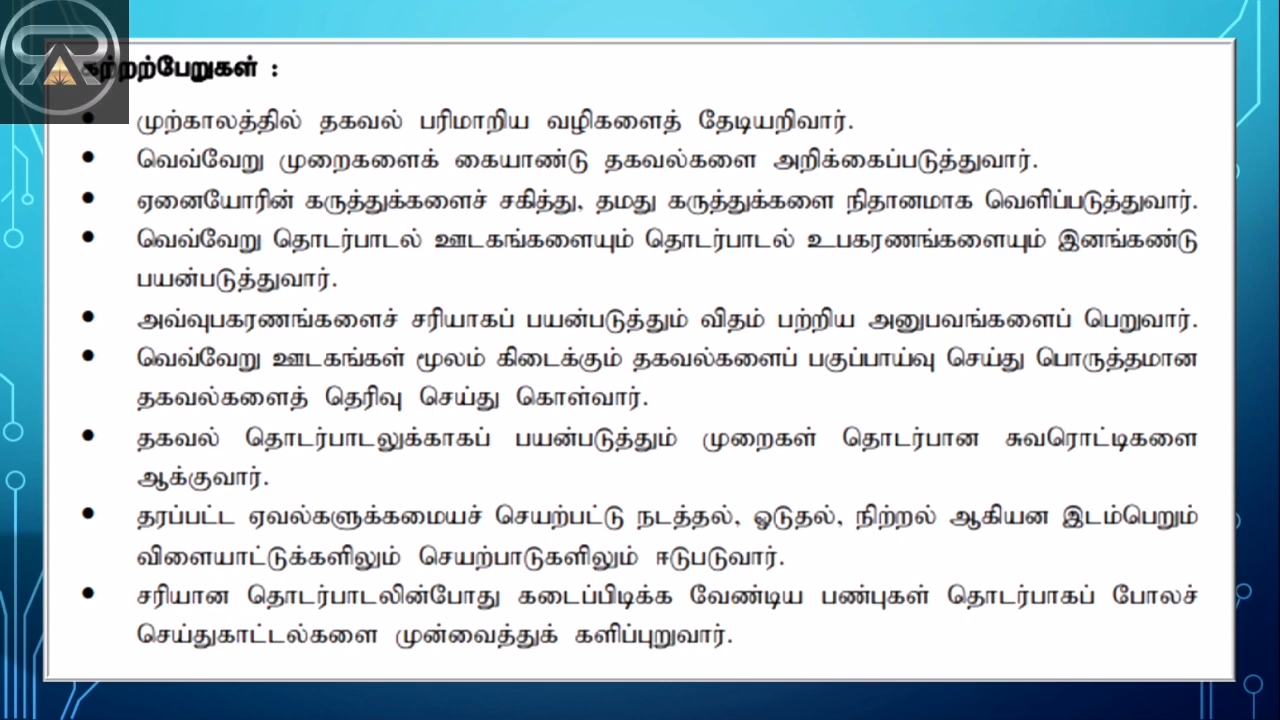 கற்றற்பேறுகள் :
● முற்காலத்தில் தகவல் பரிமாறிய வழிகளைத் தேடியறிவார்.
● வெவ்வேறு முறைகளைக் கையாண்டு தகவல்களை அறிக்கைப்படுத்துவார்.
● ஏனையோரின் கருத்துக்களைச் சகித்து, தமது கருத்துக்களை நிதானமாக வெளிப்படுத்துவார்.
● வெவ்வேறு தொடர்பாடல் ஊடகங்களையும் தொடர்பாடல் உபகரணங்களையும் இனங்கண்டு
பயன்படுத்துவார்.
● அவ்வுபகரணங்களைச் சரியாகப் பயன்படுத்தும் விதம் பற்றிய அனுபவங்களைப் பெறுவார்.
● வெவ்வேறு ஊடகங்கள் மூலம் கிடைக்கும் தகவல்களைப் பகுப்பாய்வு செய்து பொருத்தமான
தகவல்களைத் தெரிவு செய்து கொள்வார்.
● தகவல் தொடர்பாடலுக்காகப் பயன்படுத்தும் முறைகள் தொடர்பான சுவரொட்டிகளை
ஆக்குவார்.
● தரப்பட்ட ஏவல்களுக்கமையச் செயற்பட்டு நடத்தல், ஓடுதல், நிற்றல் ஆகியன இடம்பெறும்
விளையாட்டுக்களிலும் செயற்பாடுகளிலும் ஈடுபடுவார்.
● சரியான தொடர்பாடலின்போது கடைப்பிடிக்க வேண்டிய பண்புகள் தொடர்பாகப் போலச்
செய்துகாட்டல்களை முன்வைத்துக் களிப்புறுவார்.